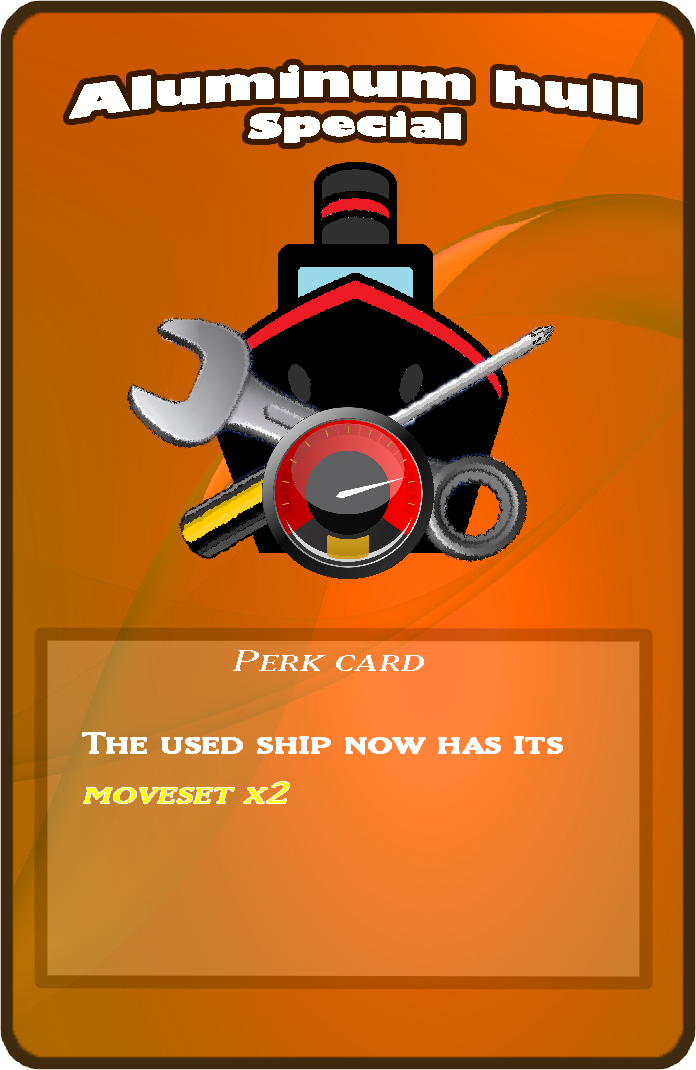 Aluminum hull
Special
Perk card
The used ship now has its
moveset x2